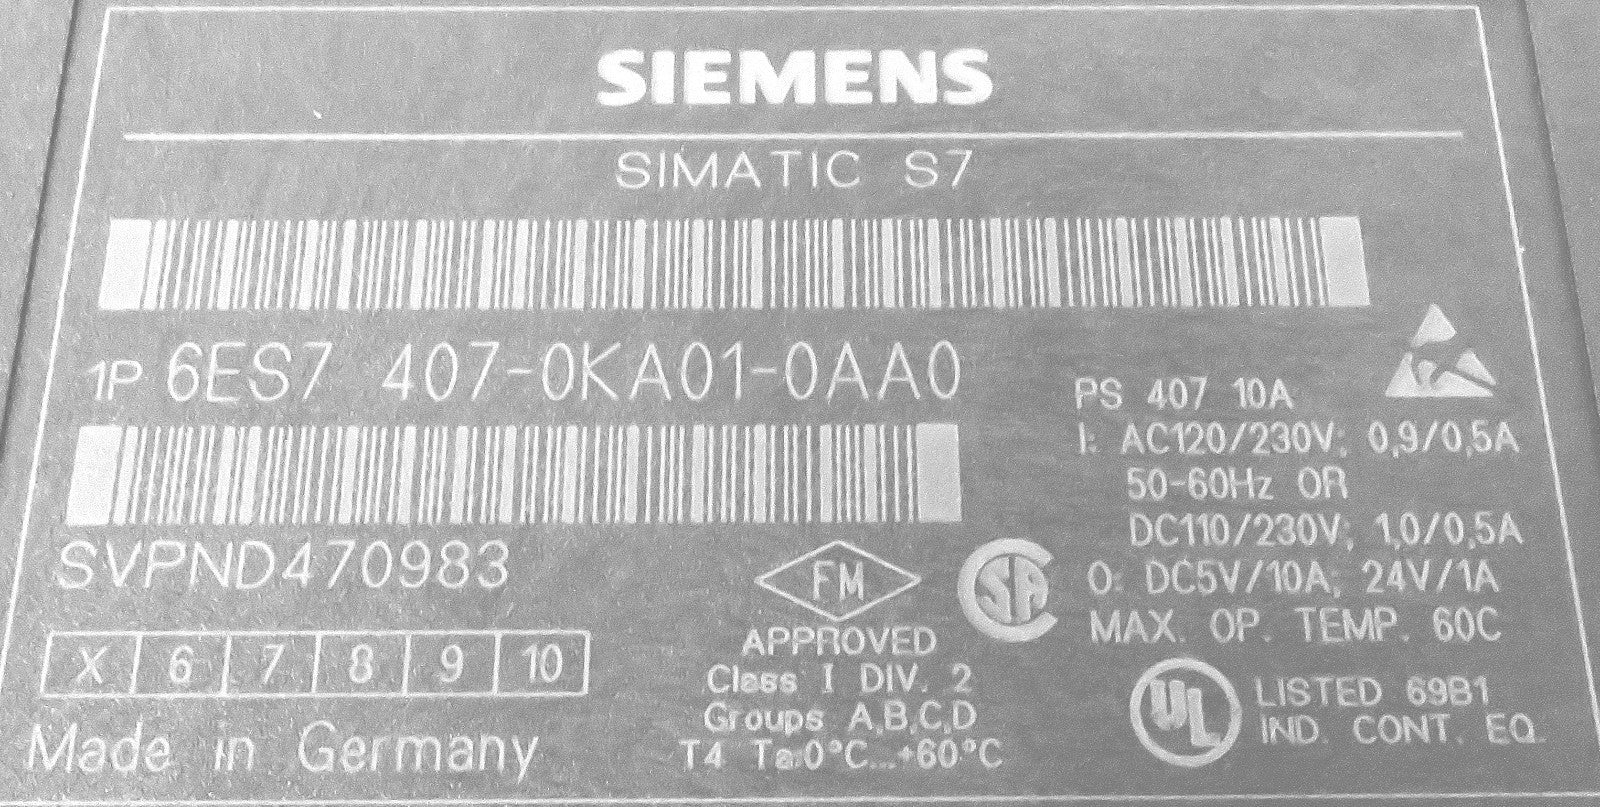 SIEMENS
SIMATIC S7
1P 6ES7 407-0KA01-0AA0
SVPND470983
X 6 7 8 9 10
Made in Germany
FM
APPROVED
Class I DIV. 2
Groups A,B,C,D
T4 Ta:0°C...+60°C
SA
PS 407 10A
I: AC120/230V; 0,9/0,5A
50-60Hz OR
DC110/230V; 1,0/0,5A
O: DC5V/10A; 24V/1A
MAX. OP. TEMP. 60C
UL
LISTED 69B1
IND. CONT. EQ.